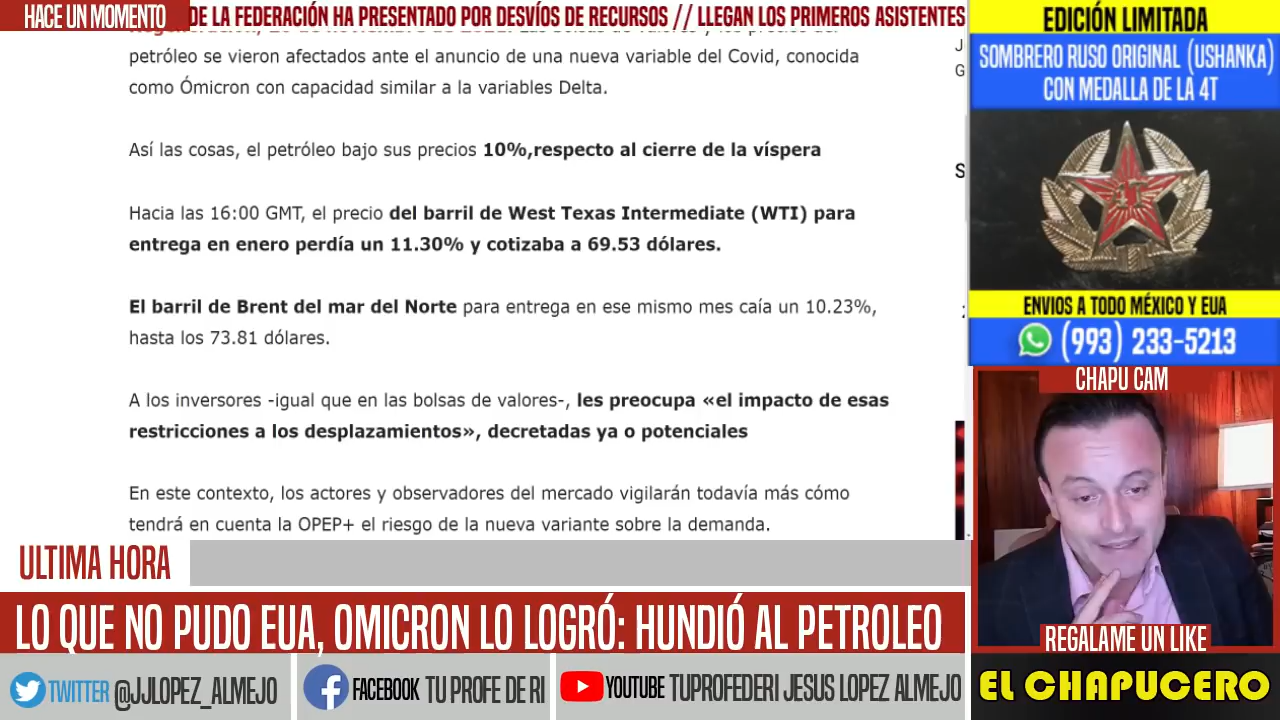 HACE UN MOMENTO
DE LA FEDERACIÓN HA PRESENTADO POR DESVÍOS DE RECURSOS // LLEGAN LOS PRIMEROS ASISTENTES
petróleo se vieron afectados ante el anuncio de una nueva variable del Covid, conocida
como Ómicron con capacidad similar a la variables Delta.
Así las cosas, el petróleo bajo sus precios 10%,respecto al cierre de la víspera
Hacia las 16:00 GMT, el precio del barril de West Texas Intermediate (WTI) para
entrega en enero perdía un 11.30% y cotizaba a 69.53 dólares.
El barril de Brent del mar del Norte para entrega en ese mismo mes caía un 10.23%,
hasta los 73.81 dólares.
A los inversores -igual que en las bolsas de valores-, les preocupa «el impacto de esas
restricciones a los desplazamientos», decretadas ya o potenciales
En este contexto, los actores y observadores del mercado vigilarán todavía más cómo
tendrá en cuenta la OPEP+ el riesgo de la nueva variante sobre la demanda.
J
G
S
EDICIÓN LIMITADA
SOMBRERO RUSO ORIGINAL (USHANKA)
CON MEDALLA DE LA 4T
4T
ENVIOS A TODO MÉXICO Y EUA
(993) 233-5213
CHAPU CAM
REGALAME UN LIKE
EL CHAPUCERO
ULTIMA HORA
LO QUE NO PUDO EUA, OMICRON LO LOGRÓ: HUNDIÓ AL PETROLEO
TWITTER @JJLOPEZ_ALMEJO
FACEBOOK TU PROFE DE RI
YOUTUBE TUPROFEDERI JESUS LOPEZ ALMEJO